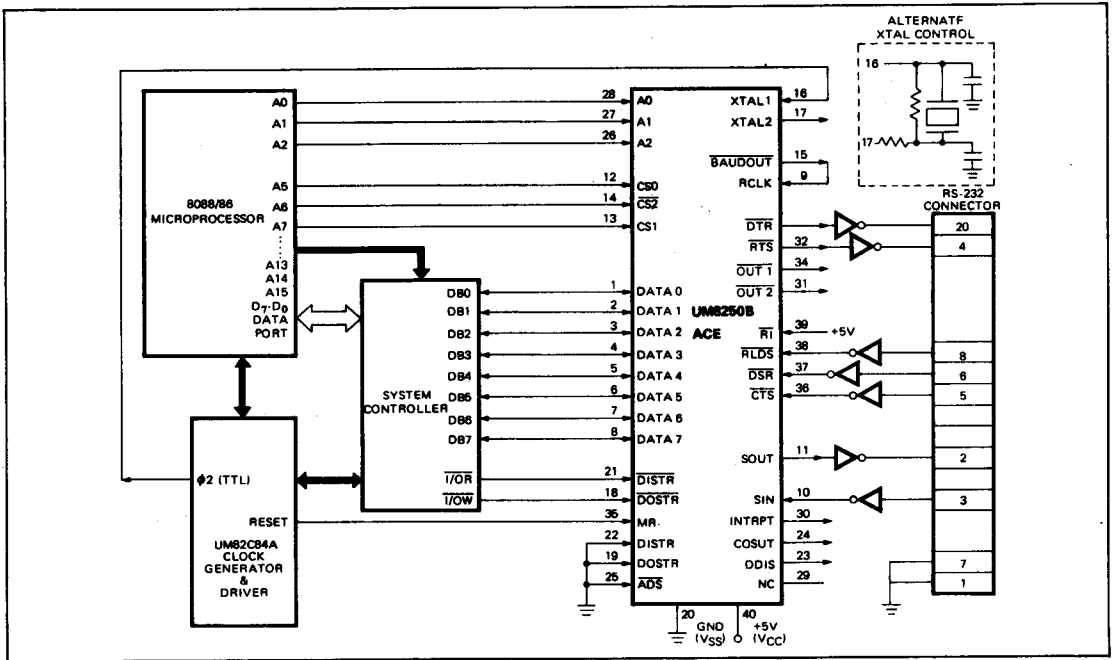 ALTERNATF
XTAL CONTROL
16
17
8088/86
MICROPROCESSOR
A0
A1
A2
A5
A6
A7
A13
A14
A15
D7-D0
DATA
PORT
SYSTEM
CONTROLLER
DB0
DB1
DB2
DB3
DB4
DB5
DB6
DB7
I/OR
I/OW
ϕ2 (TTL)
RESET
UM82C84A
CLOCK
GENERATOR
&
DRIVER
28 A0
27 A1
26 A2
12 CS0
14 CS2
13 CS1
1 DATA 0
2 DATA 1
3 DATA 2
4 DATA 3
5 DATA 4
6 DATA 5
7 DATA 6
8 DATA 7
21 DISTR
18 DOSTR
35 MR.
22 DISTR
19 DOSTR
25 ADS
UM8250B
ACE
XTAL1 16
XTAL2 17
BAUDOUT 15
RCLK 9
DTR
RTS 32
OUT 1 34
OUT 2 31
RI 39 +5V
RLDS 38
DSR 37
CTS 36
SOUT 11
SIN 10
INTRPT 30
COSUT 24
DDIS 23
NC 29
20
GND
(VSS)
40
+5V
(VCC)
RS-232
CONNECTOR
20
4
8
6
5
2
3
7
1